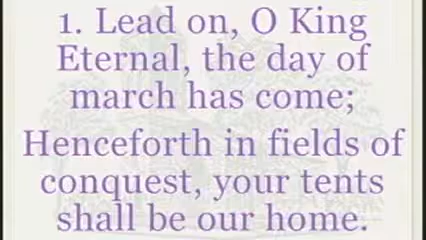 1. Lead on, O King
Eternal, the day of
march has come;
Henceforth in fields of
conquest, your tents
shall be our home.